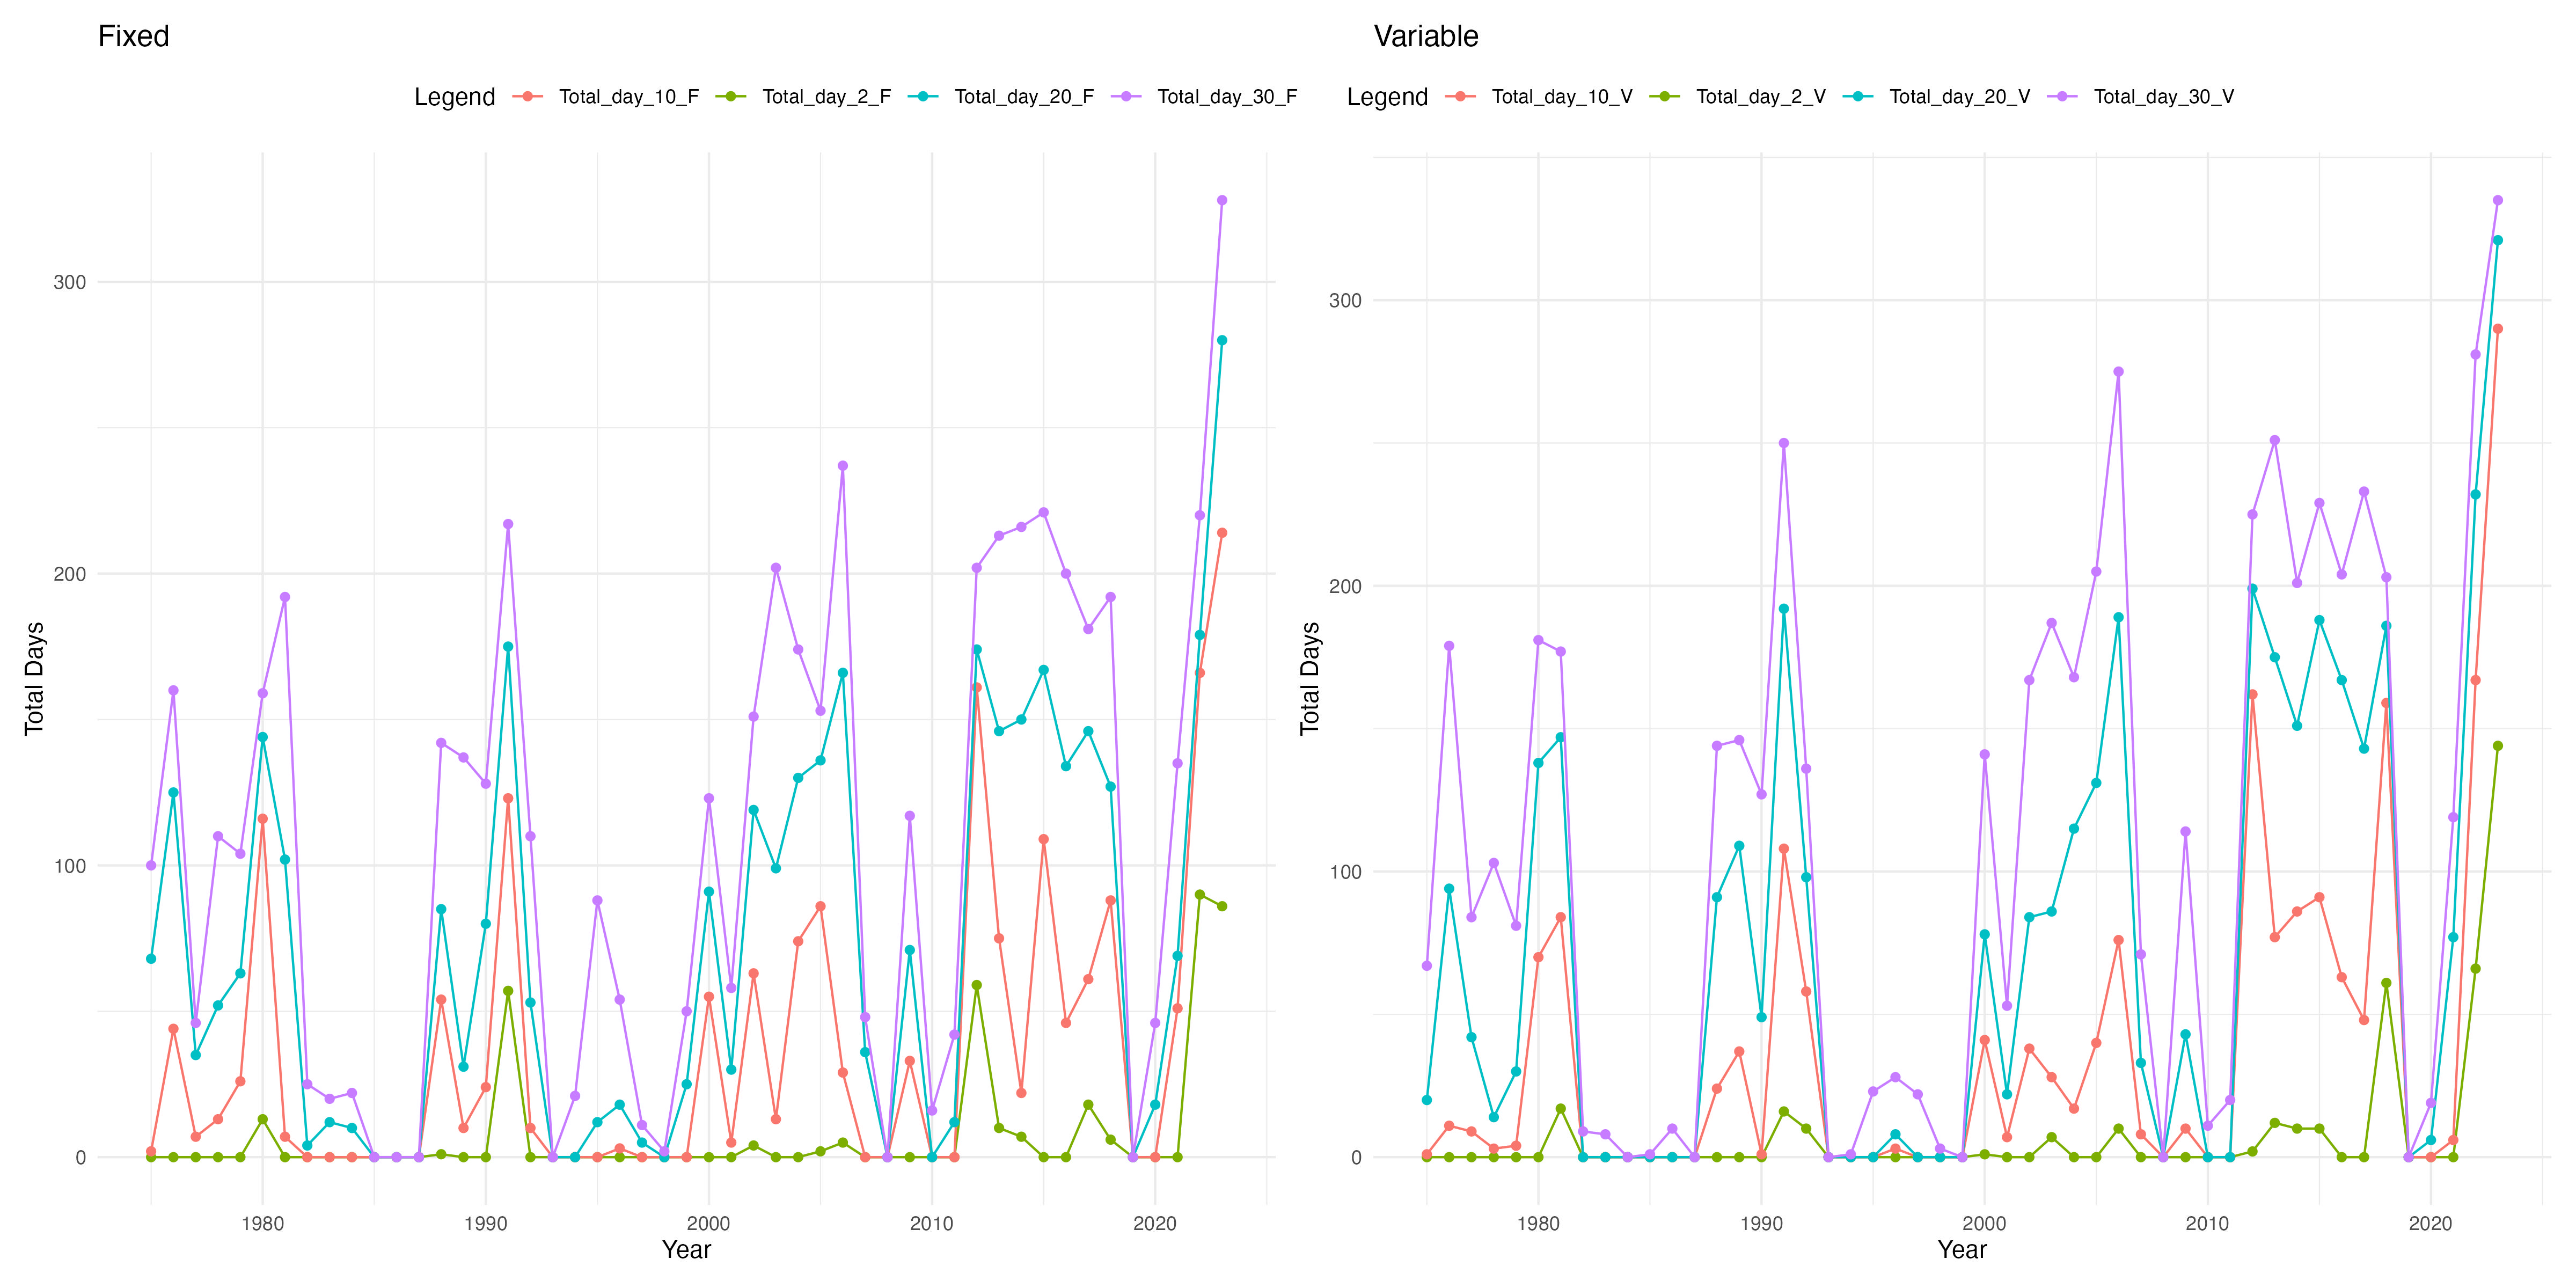 Fixed
Legend Total_day_10_F Total_day_2_F Total_day_20_F Total_day_30_F
300
200
100
0
Total Days
1980 1990 2000 2010 2020
Year
Variable
Legend Total_day_10_V Total_day_2_V Total_day_20_V Total_day_30_V
300
200
100
0
Total Days
1980 1990 2000 2010 2020
Year